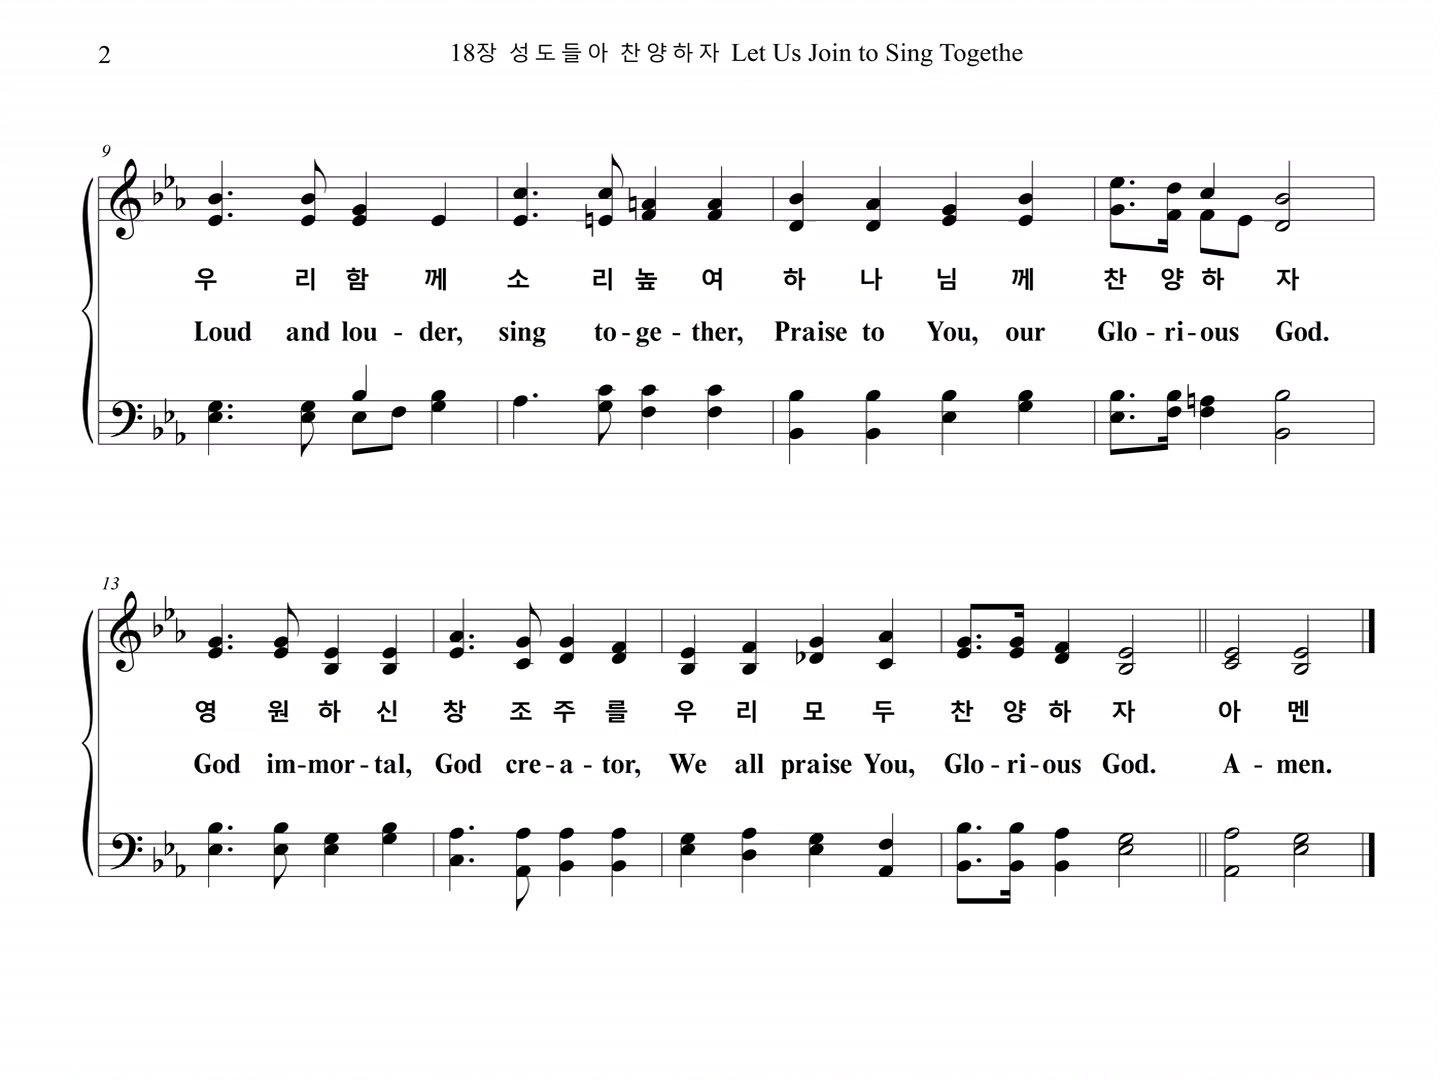 2
18장 성도들아 찬양하자 Let Us Join to Sing Togethe
9
우 리 함 께 소 리 높 여 하 나 님 께 찬 양 하 자
Loud and lou - der, sing to - ge - ther, Praise to You, our Glo - ri - ous God.
13
영 원 하 신 창 조 주 를 우 리 모 두 찬 양 하 자 아 멘
God im - mor - tal, God cre - a - tor, We all praise You, Glo - ri - ous God. A - men.